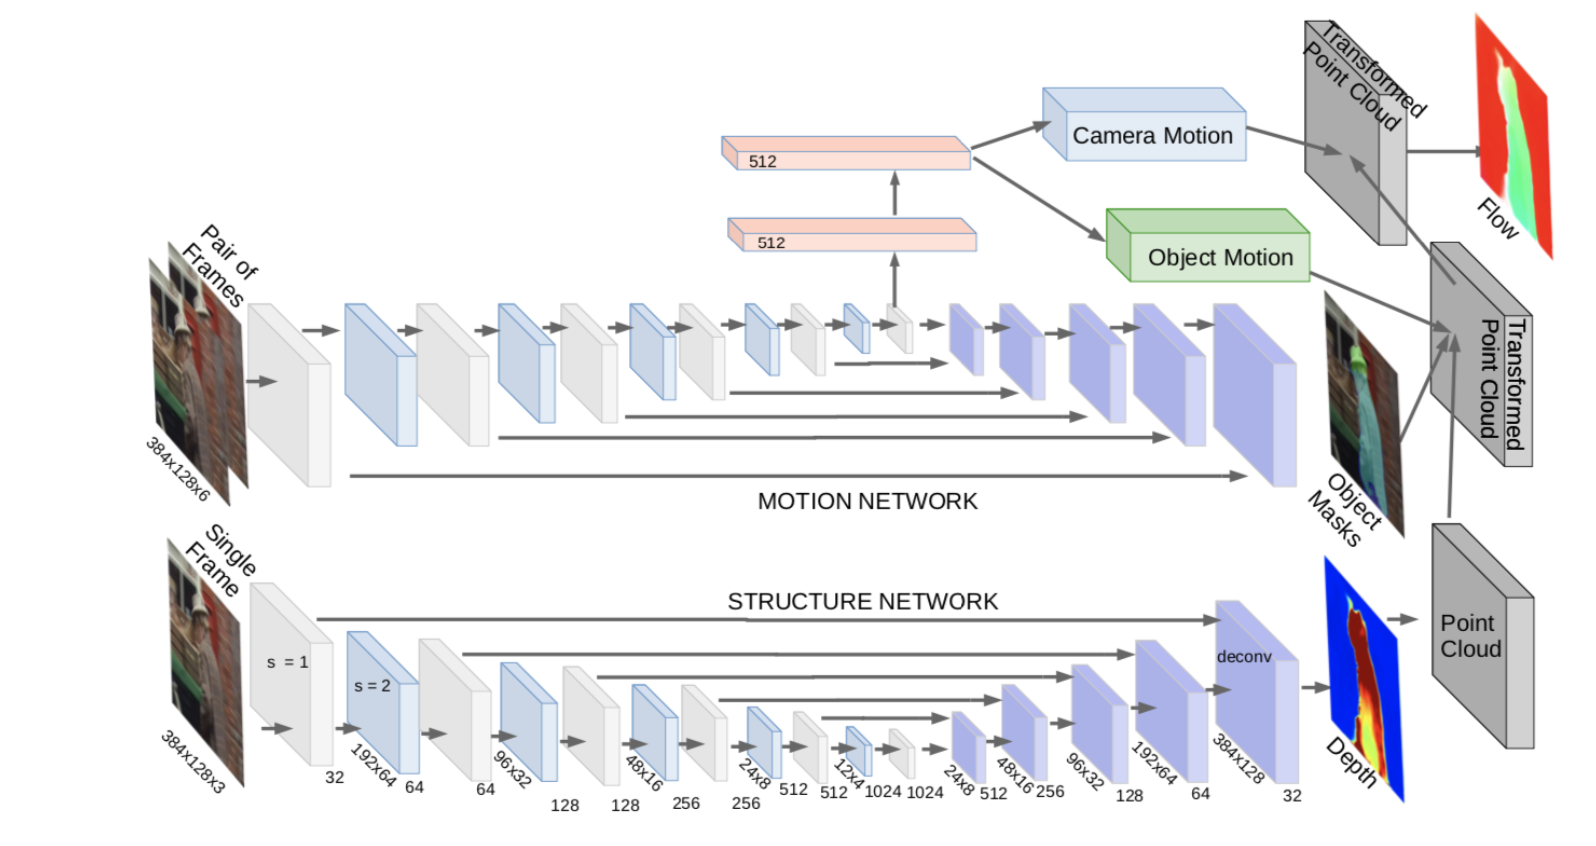 Transformed
Point Cloud
Camera Motion
512
Flow
512
Object Motion
Pair of
Frames
Transformed
Point Cloud
384x128x6
MOTION NETWORK
Object
Masks
Single
Frame
STRUCTURE NETWORK
Point
Cloud
s = 1
s = 2
deconv
384x128x3
32
192x64
64
64
96x32
128
128
48x16
256
256
24x8
512
512
12x4
1024
1024
24x8
512
48x16
256
96x32
128
192x64
64
384x128
32
Depth